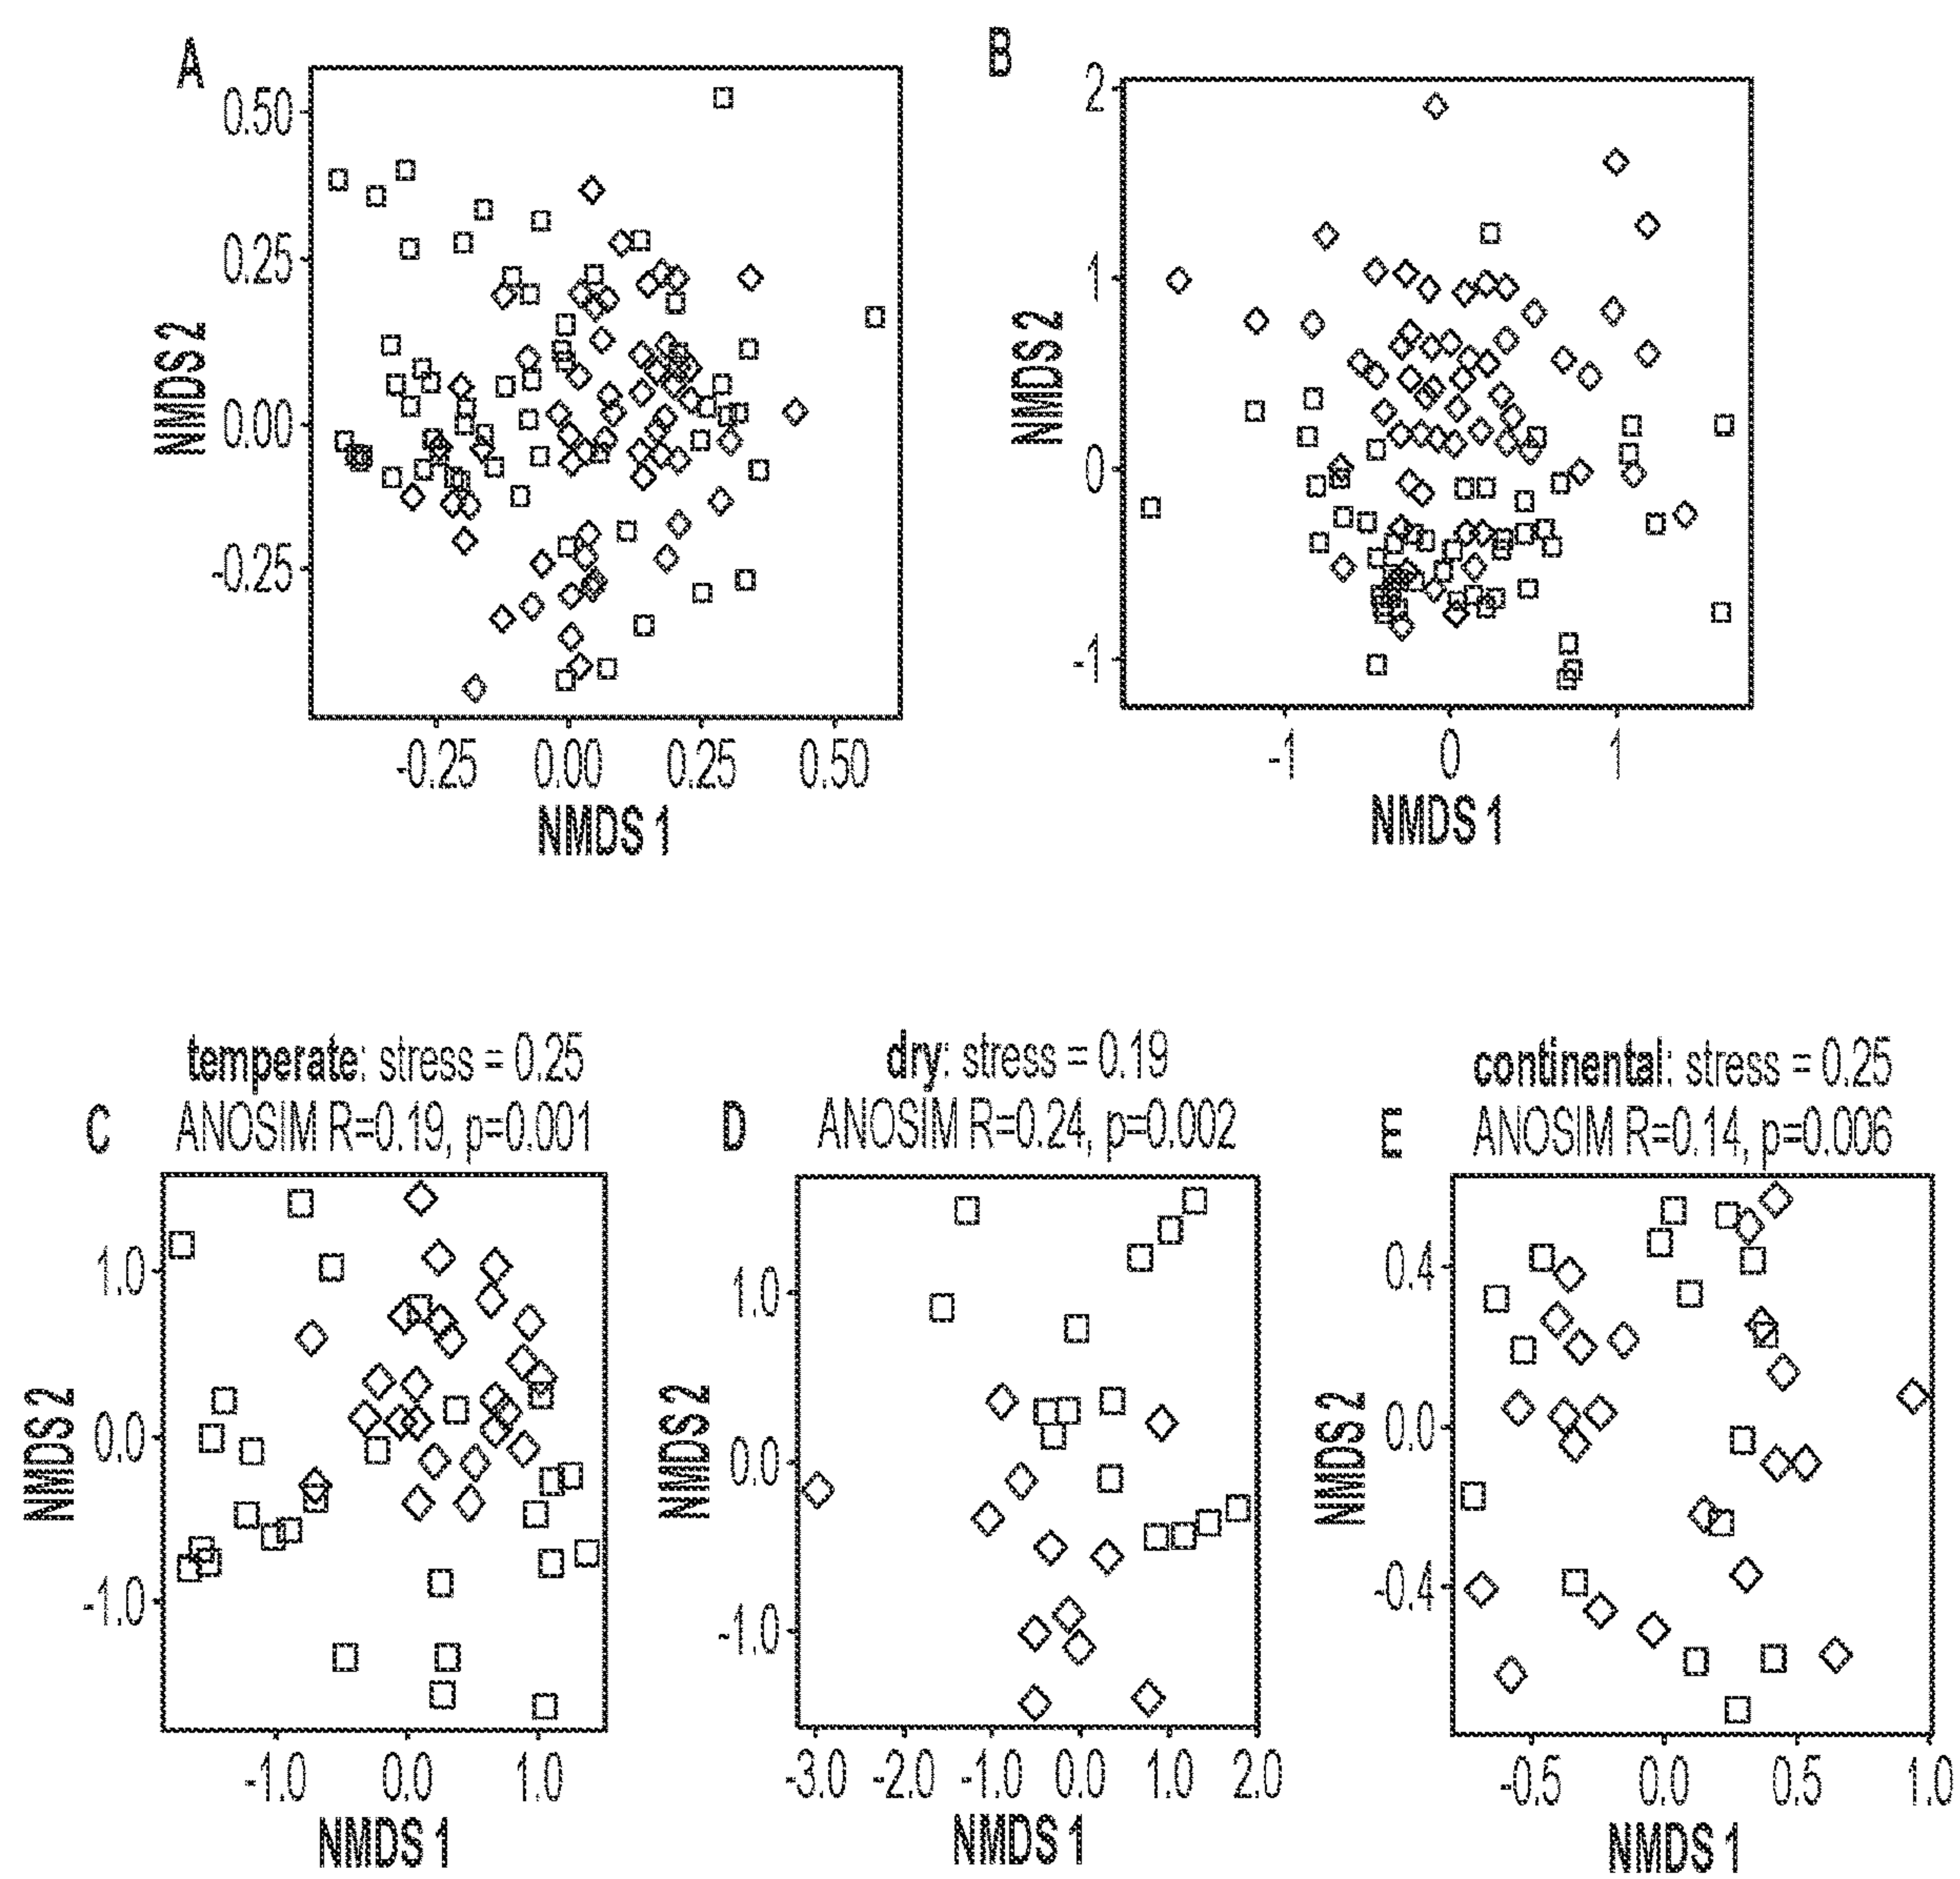 A
0.50
0.25
0.00
-0.25
NMDS 2
-0.25 0.00 0.25 0.50
NMDS 1
B
2
1
0
-1
NMDS 2
-1 0 1
NMDS 1
temperate: stress = 0.25
C ANOSIM R=0.19, p=0.001
1.0
0.0
-1.0
NMDS 2
-1.0 0.0 1.0
NMDS 1
dry: stress = 0.19
D ANOSIM R=0.24, p=0.002
1.0
0.0
-1.0
NMDS 2
-3.0 -2.0 -1.0 0.0 1.0 2.0
NMDS 1
continental: stress = 0.25
E ANOSIM R=0.14, p=0.006
0.4
0.0
-0.4
NMDS 2
-0.5 0.0 0.5 1.0
NMDS 1